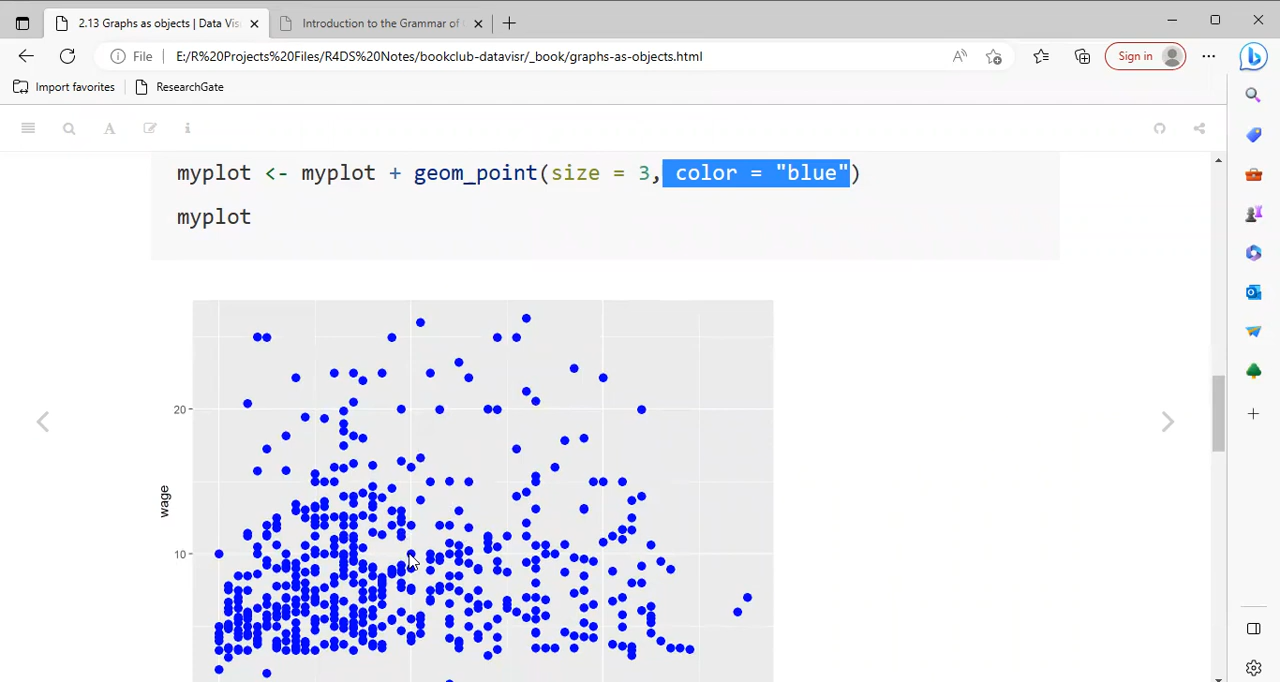 2.13 Graphs as objects | Data Vis
Introduction to the Grammar of
File
E:/R%20Projects%20Files/R4DS%20Notes/bookclub-datavisr/_book/graphs-as-objects.html
Sign in
Import favorites
ResearchGate
myplot <- myplot + geom_point(size = 3, color = "blue")
myplot
20
wage
10